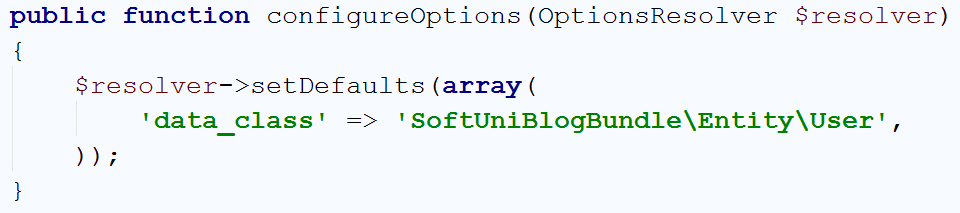 public function configureOptions(OptionsResolver $resolver)
{
    $resolver->setDefaults(array(
        'data_class' => 'SoftUniBlogBundle\Entity\User',
    ));
}